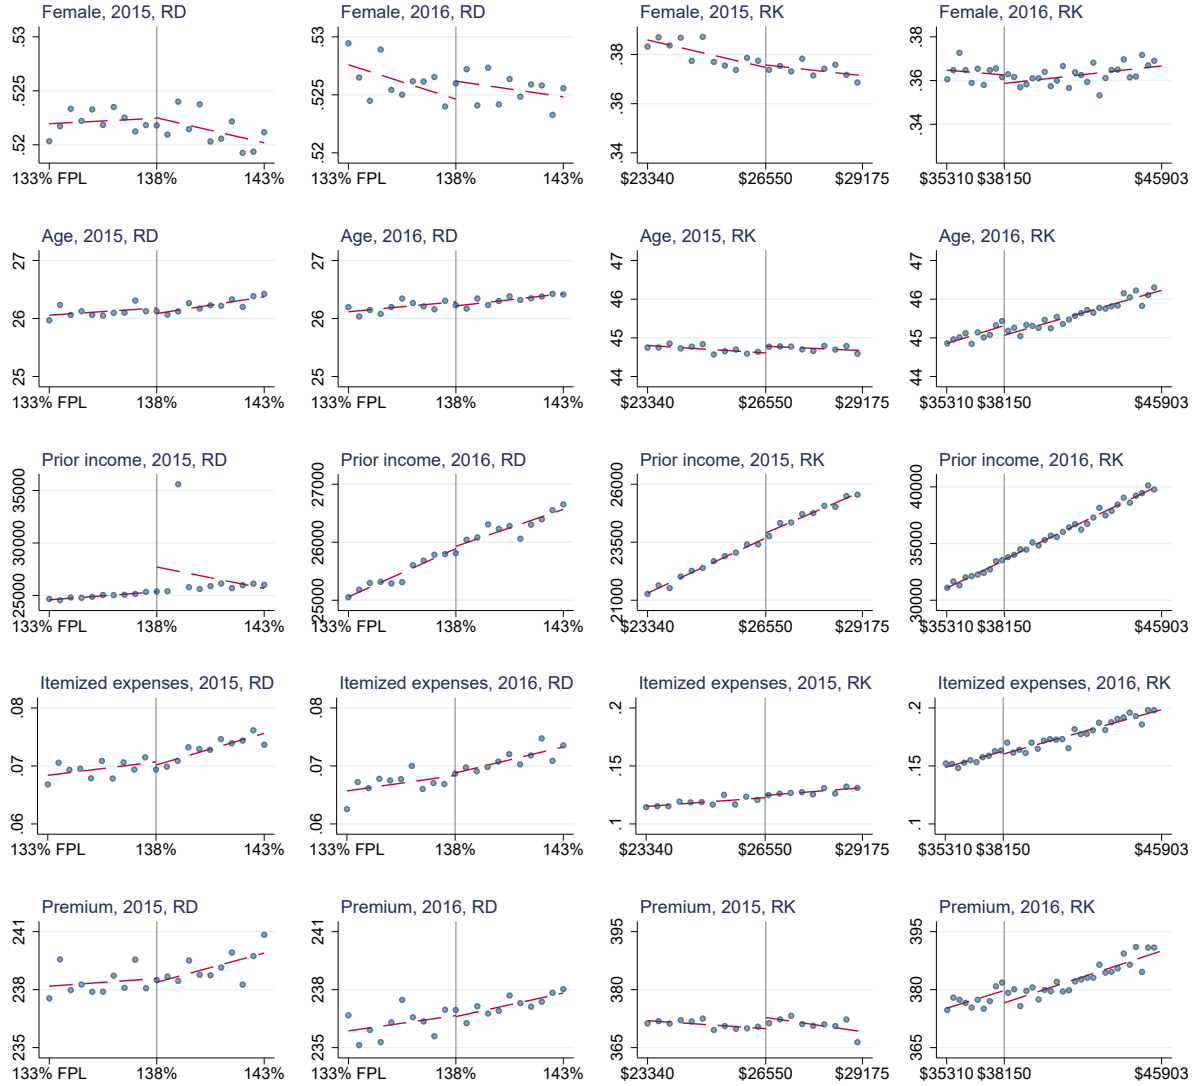 Female, 2015, RD
.53
.525
.52
133% FPL 138% 143%
Female, 2016, RD
.53
.525
.52
133% FPL 138% 143%
Female, 2015, RK
.38
.36
.34
$23340 $26550 $29175
Female, 2016, RK
.38
.36
.34
$35310 $38150 $45903
Age, 2015, RD
27
26
25
133% FPL 138% 143%
Age, 2016, RD
27
26
25
133% FPL 138% 143%
Age, 2015, RK
47
46
45
44
$23340 $26550 $29175
Age, 2016, RK
47
46
45
44
$35310 $38150 $45903
Prior income, 2015, RD
35000
30000
25000
133% FPL 138% 143%
Prior income, 2016, RD
27000
26000
25000
133% FPL 138% 143%
Prior income, 2015, RK
26000
23500
21000
$23340 $26550 $29175
Prior income, 2016, RK
40000
35000
30000
$35310 $38150 $45903
Itemized expenses, 2015, RD
.08
.07
.06
133% FPL 138% 143%
Itemized expenses, 2016, RD
.08
.07
.06
133% FPL 138% 143%
Itemized expenses, 2015, RK
.2
.15
.1
$23340 $26550 $29175
Itemized expenses, 2016, RK
.2
.15
.1
$35310 $38150 $45903
Premium, 2015, RD
241
238
235
133% FPL 138% 143%
Premium, 2016, RD
241
238
235
133% FPL 138% 143%
Premium, 2015, RK
395
380
365
$23340 $26550 $29175
Premium, 2016, RK
395
380
365
$35310 $38150 $45903